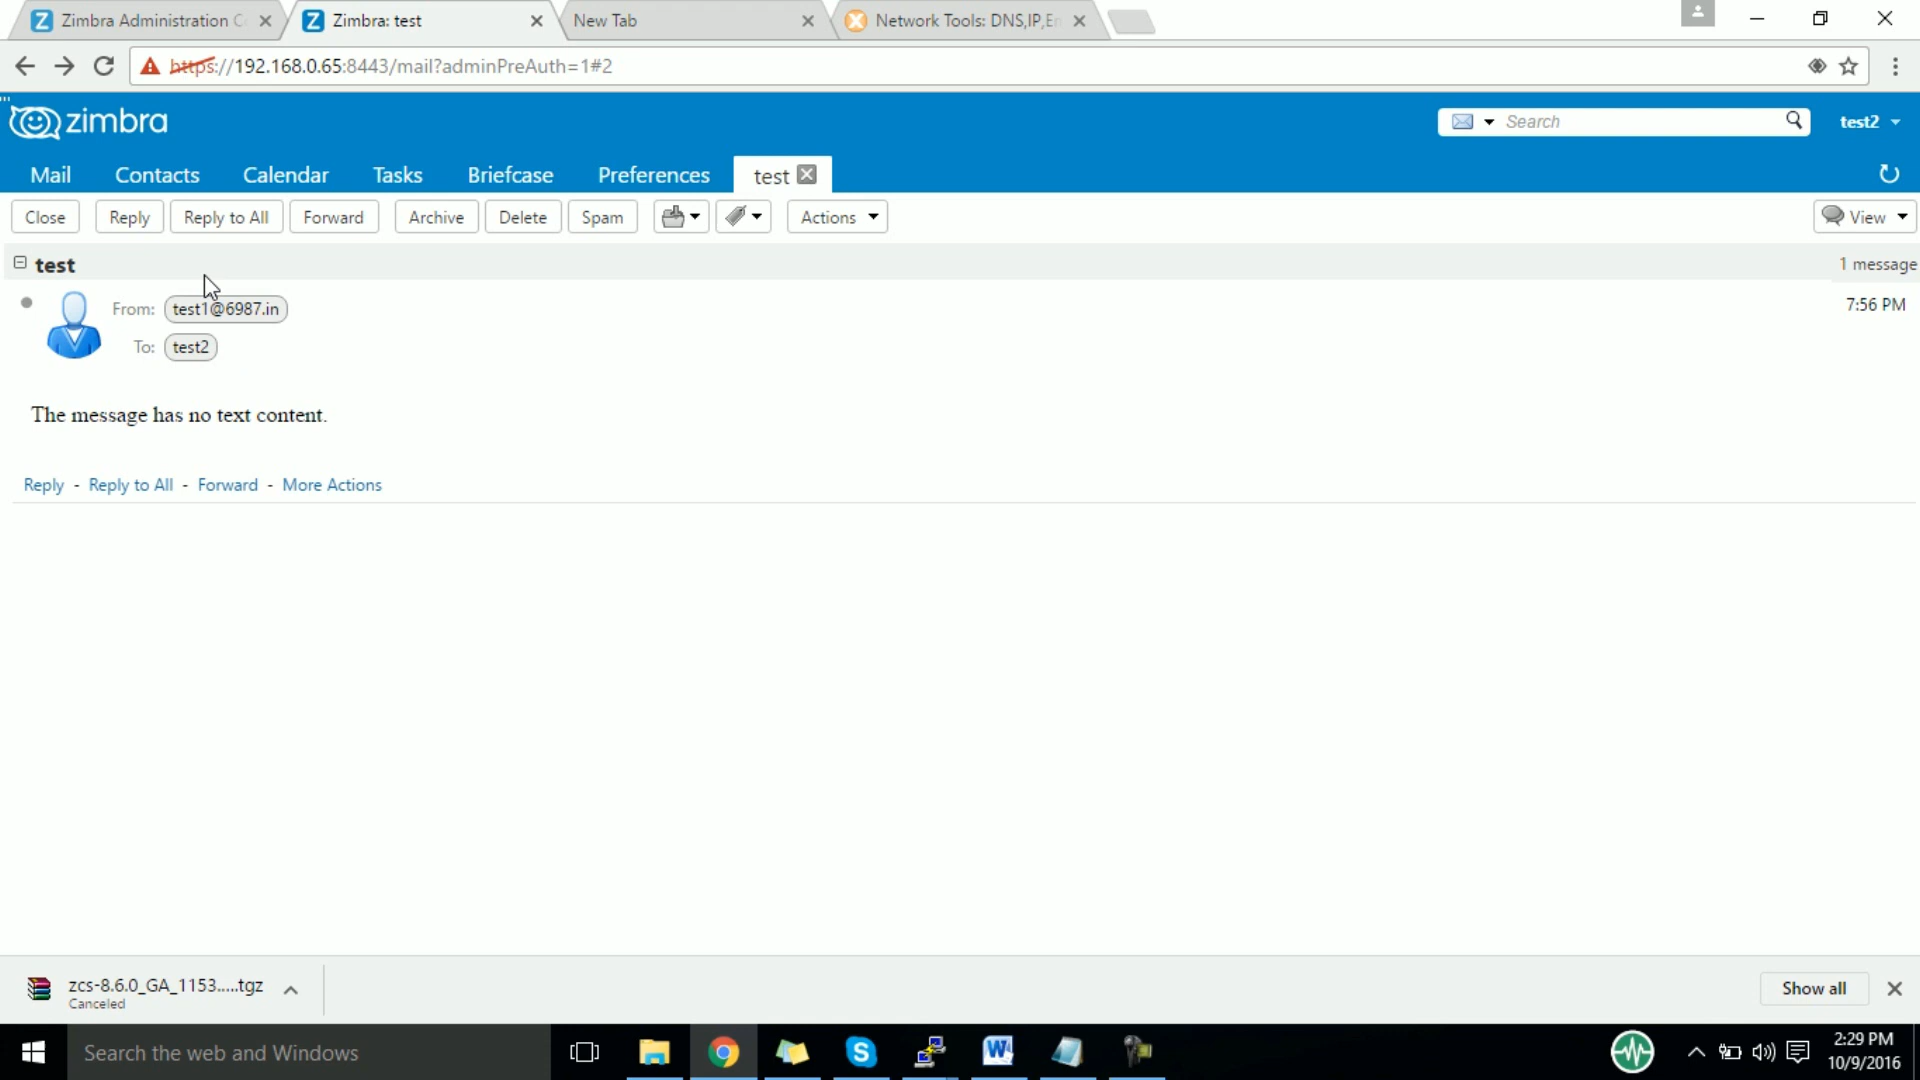 Zimbra Administration C
Zimbra: test
New Tab
Network Tools: DNS,IP,Em
https://192.168.0.65:8443/mail?adminPreAuth=1#2
zimbra
Search
test2
Mail
Contacts
Calendar
Tasks
Briefcase
Preferences
test
Close
Reply
Reply to All
Forward
Archive
Delete
Spam
Actions
View
test
1 message
From: test1@6987.in
7:56 PM
To: test2
The message has no text content.
Reply - Reply to All - Forward - More Actions
zcs-8.6.0_GA_1153.....tgz
Canceled
Show all
Search the web and Windows
2:29 PM
10/9/2016